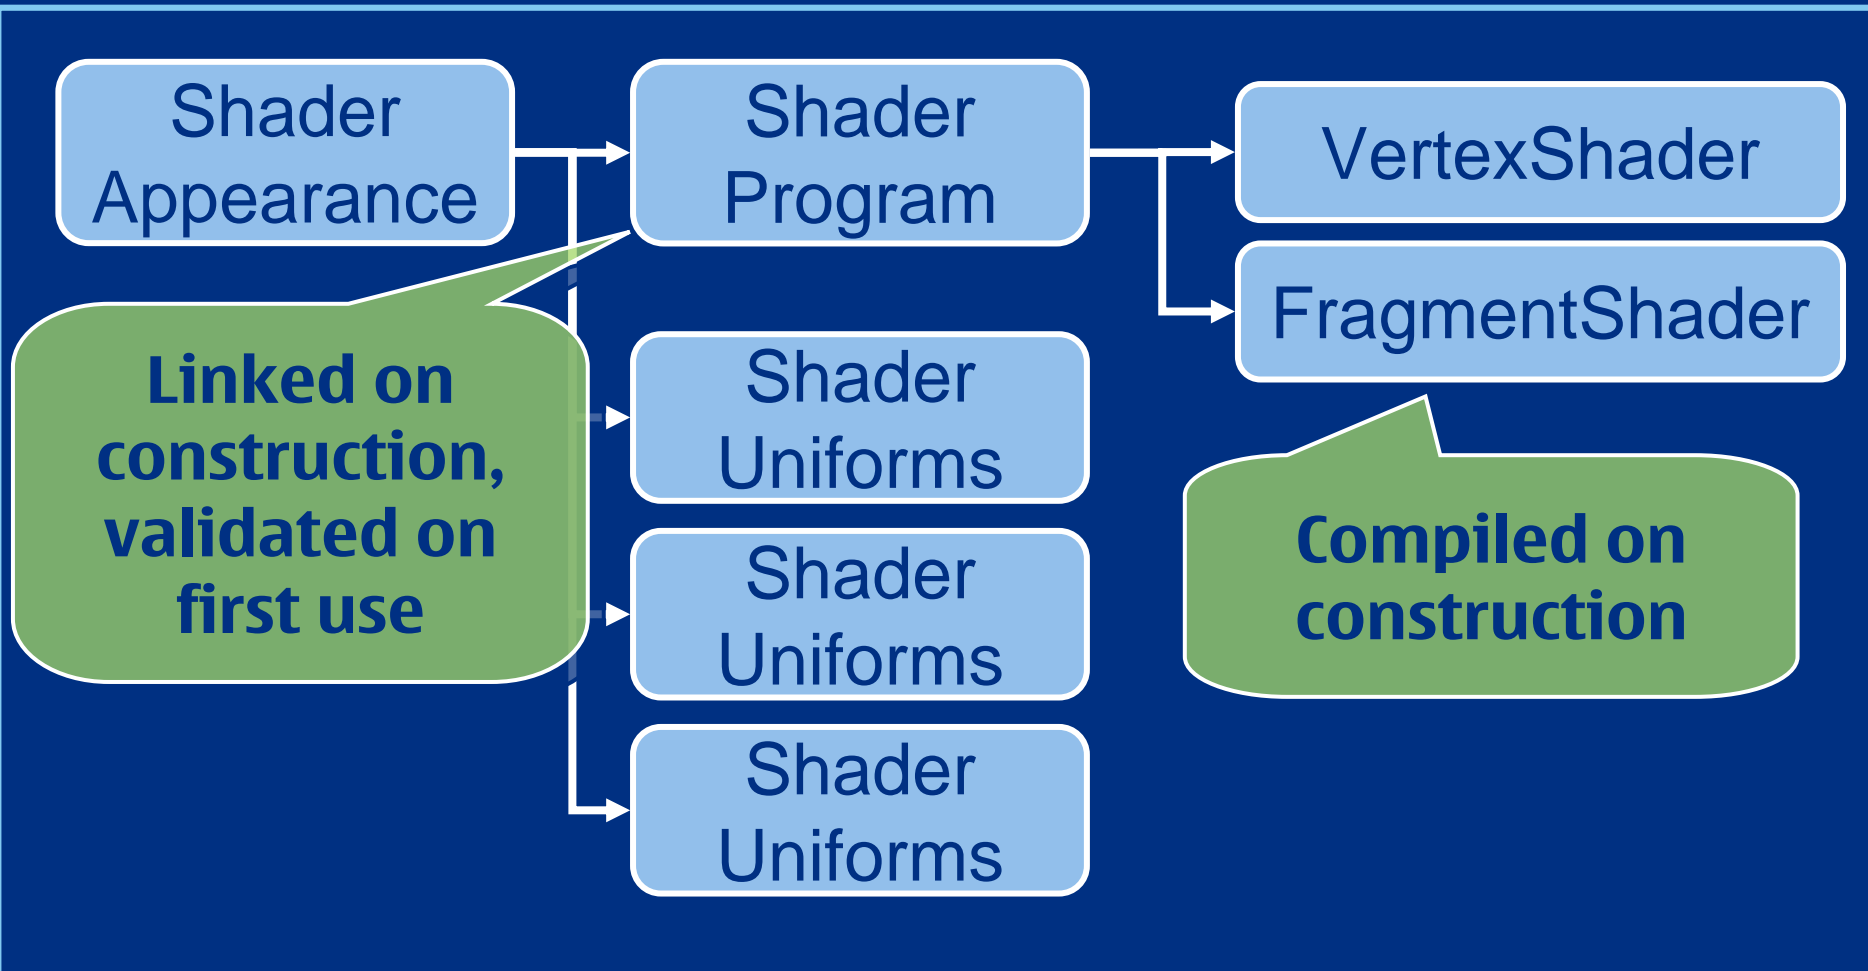 Shader
Appearance
Shader
Program
VertexShader
FragmentShader
Linked on
construction,
validated on
first use
Shader
Uniforms
Shader
Uniforms
Shader
Uniforms
Compiled on
construction